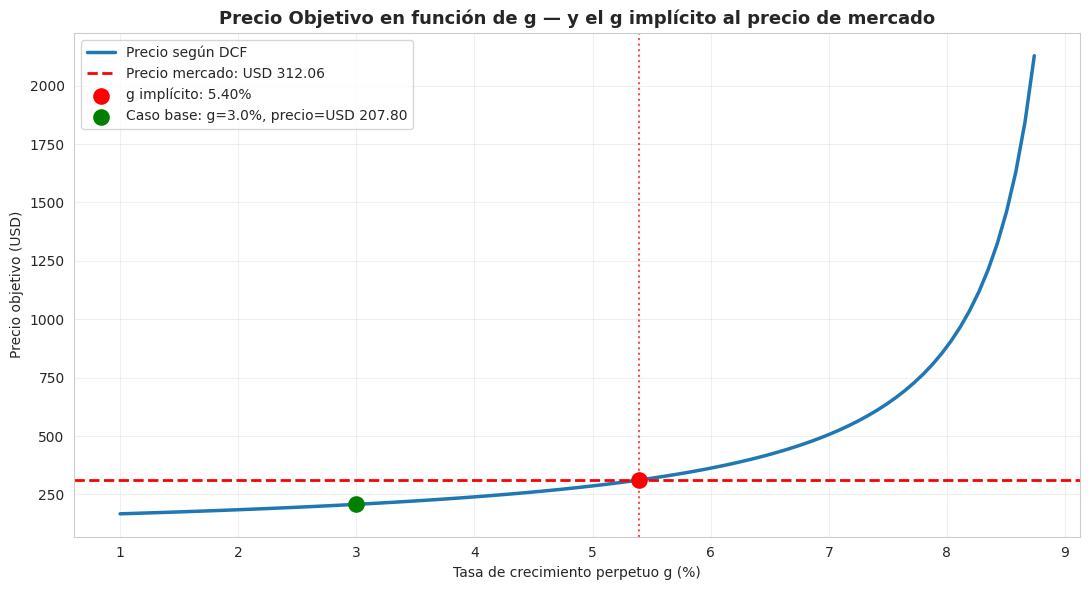 Precio Objetivo en función de g — y el g implícito al precio de mercado
Precio según DCF
Precio mercado: USD 312.06
g implícito: 5.40%
Caso base: g=3.0%, precio=USD 207.80
Precio objetivo (USD)
2000
1750
1500
1250
1000
750
500
250
1 2 3 4 5 6 7 8 9
Tasa de crecimiento perpetuo g (%)